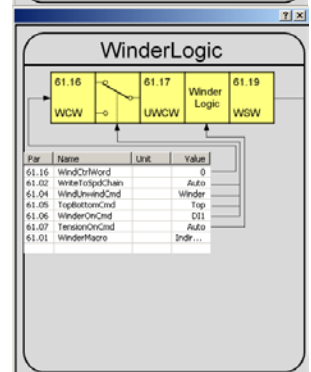 WinderLogic
61.16 61.17 Winder Logic 61.19
WCW UWCW WSW
Par Name Unit Value
61.16 WindCtrlWord 0
61.02 WriteToSpdChain Auto
61.04 WindUnwindCmd Winder
61.05 TopBottomCmd Top
61.06 WinderOnCmd DI1
61.07 TensionOnCmd Auto
61.01 WinderMacro Indir...